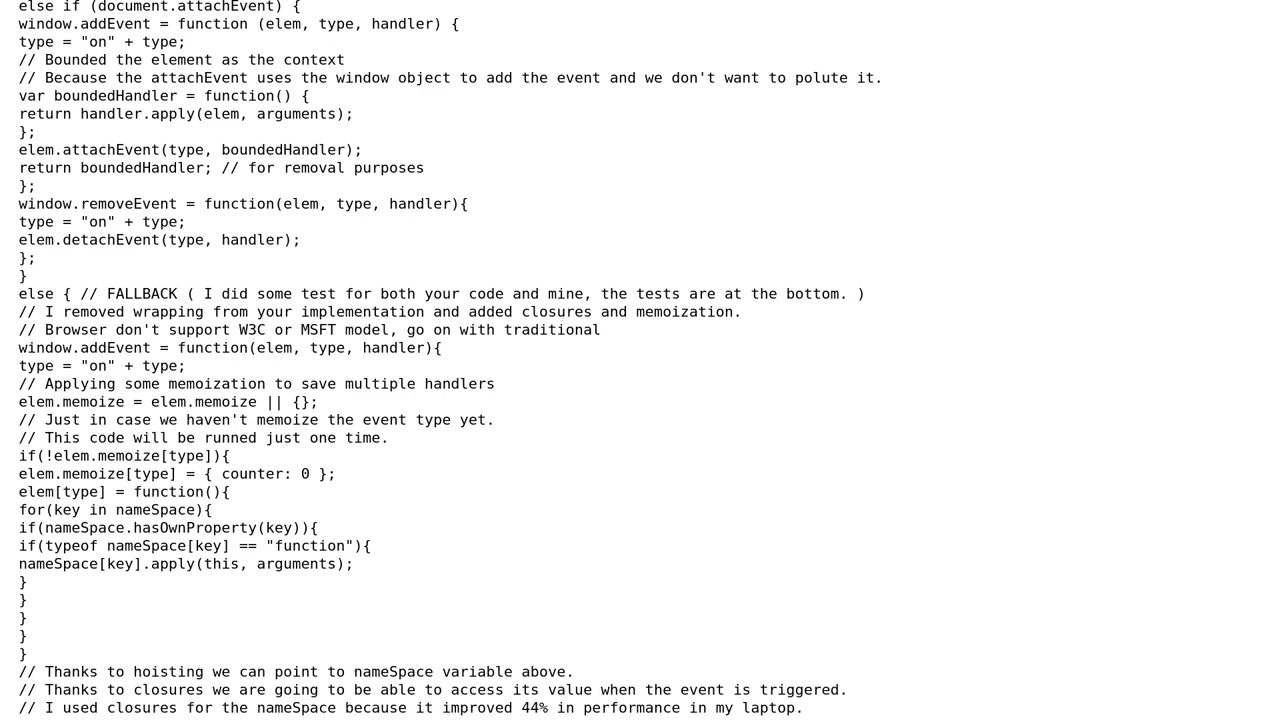 else if (document.attachEvent) {
window.addEvent = function (elem, type, handler) {
type = "on" + type;
// Bounded the element as the context
// Because the attachEvent uses the window object to add the event and we don't want to polute it.
var boundedHandler = function() {
return handler.apply(elem, arguments);
};
elem.attachEvent(type, boundedHandler);
return boundedHandler; // for removal purposes
};
window.removeEvent = function(elem, type, handler){
type = "on" + type;
elem.detachEvent(type, handler);
};
}
else { // FALLBACK ( I did some test for both your code and mine, the tests are at the bottom. )
// I removed wrapping from your implementation and added closures and memoization.
// Browser don't support W3C or MSFT model, go on with traditional
window.addEvent = function(elem, type, handler){
type = "on" + type;
// Applying some memoization to save multiple handlers
elem.memoize = elem.memoize || {};
// Just in case we haven't memoize the event type yet.
// This code will be runned just one time.
if(!elem.memoize[type]){
elem.memoize[type] = { counter: 0 };
elem[type] = function(){
for(key in nameSpace){
if(nameSpace.hasOwnProperty(key)){
if(typeof nameSpace[key] == "function"){
nameSpace[key].apply(this, arguments);
}
}
}
}
}
// Thanks to hoisting we can point to nameSpace variable above.
// Thanks to closures we are going to be able to access its value when the event is triggered.
// I used closures for the nameSpace because it improved 44% in performance in my laptop.